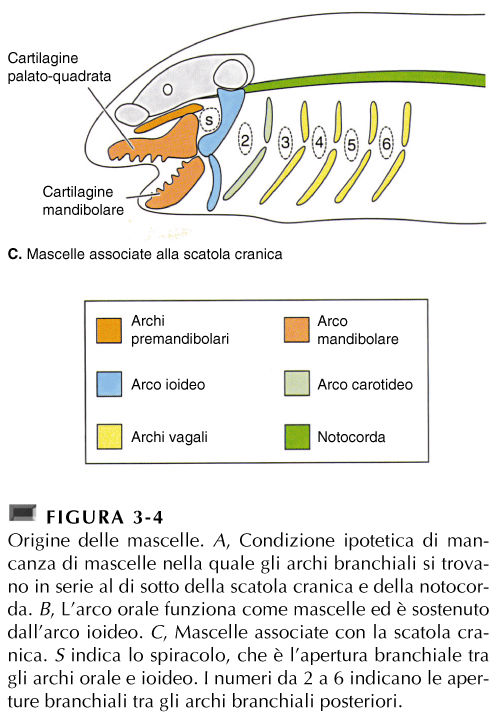 Cartilagine
palato-quadrata
S
2
3
4
5
6
Cartilagine
mandibolare
C. Mascelle associate alla scatola cranica
Archi
premandibolari
Arco
mandibolare
Arco ioideo
Arco carotideo
Archi vagali
Notocorda
FIGURA 3-4
Origine delle mascelle. A, Condizione ipotetica di man-
canza di mascelle nella quale gli archi branchiali si trova-
no in serie al di sotto della scatola cranica e della notocor-
da. B, L'arco orale funziona come mascelle ed è sostenuto
dall'arco ioideo. C, Mascelle associate con la scatola cra-
nica. S indica lo spiracolo, che è l'apertura branchiale tra
gli archi orale e ioideo. I numeri da 2 a 6 indicano le aper-
ture branchiali tra gli archi branchiali posteriori.